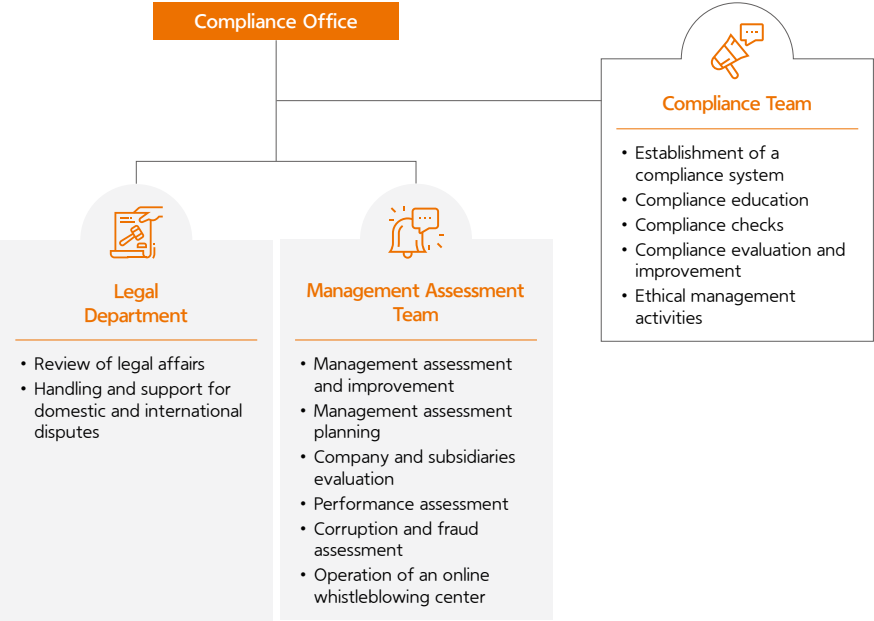 Compliance Office
Compliance Team
• Establishment of a
compliance system
• Compliance education
• Compliance checks
• Compliance evaluation and
improvement
• Ethical management
activities
Legal
Department
• Review of legal affairs
• Handling and support for
domestic and international
disputes
Management Assessment
Team
• Management assessment
and improvement
• Management assessment
planning
• Company and subsidiaries
evaluation
• Performance assessment
• Corruption and fraud
assessment
• Operation of an online
whistleblowing center